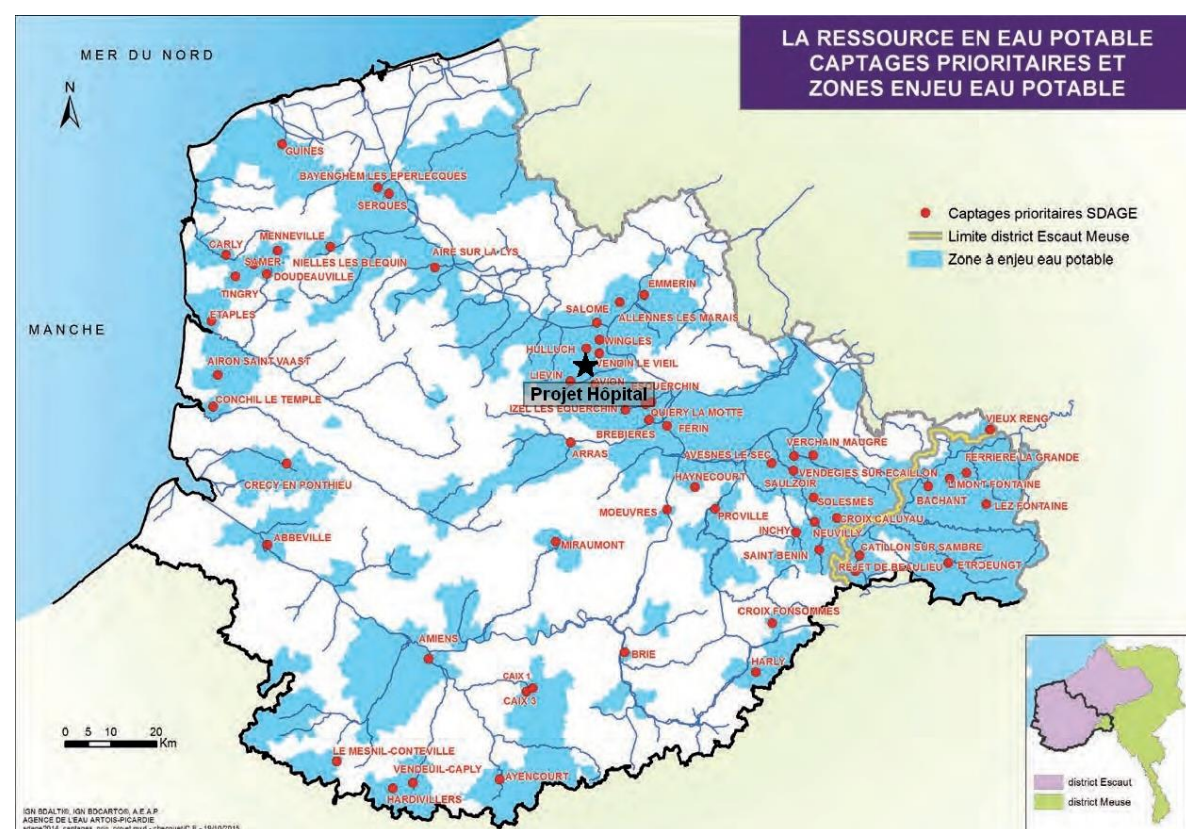 LA RESSOURCE EN EAU POTABLE
CAPTAGES PRIORITAIRES ET
ZONES ENJEU EAU POTABLE
MER DU NORD
N
MANCHE
Captages prioritaires SDAGE
Limite district Escaut Meuse
Zone à enjeu eau potable
GUINES
BAYENGHEM LES EPERLECQUES
SERQUES
MENNEVILLE
CARLY
SAMER
NIELLES LES BLEQUIN
AIRE SUR LA LYS
DOUDEAUVILLE
TINGRY
ETAPLES
EMMERIN
SALOME
ALLENNES LES MARAIS
WINGLES
HULLUCH
VENDIN LE VIEIL
AIRON SAINT VAAST
LIEVIN
AVION
ESQUERCHIN
Projet Hôpital
CONCHIL LE TEMPLE
IZEL LES EQUERCHIN
QUIERY LA MOTTE
BREBIERES
FERIN
VIEUX RENG
ARRAS
VERCHAIN MAUGRE
AVESNES LE SEC
FERRIERE LA GRANDE
VENDEGIES SUR ECAILLON
CRECY EN PONTHIEU
HAYNECOURT
SAULZOIR
LIMONT FONTAINE
BACHANT
SOLESMES
LEZ FONTAINE
MOEUVRES
PROVILLE
CROIX CALUYAU
INCHY
NEUVILLY
ABBEVILLE
MIRAUMONT
SAINT BENIN
CATILLON SUR SAMBRE
REJET DE BEAULIEU
ETROEUNGT
CROIX FONSOMMES
AMIENS
BRIE
HARLY
CAIX 1
CAIX 3
0 5 10 20
Km
LE MESNIL-CONTEVILLE
VENDEUIL-CAPLY
AYENCOURT
HARDIVILLERS
district Escaut
district Meuse
IGN BDALTI®, IGN BDCARTO®, A.E.A.P
AGENCE DE L'EAU ARTOIS-PICARDIE